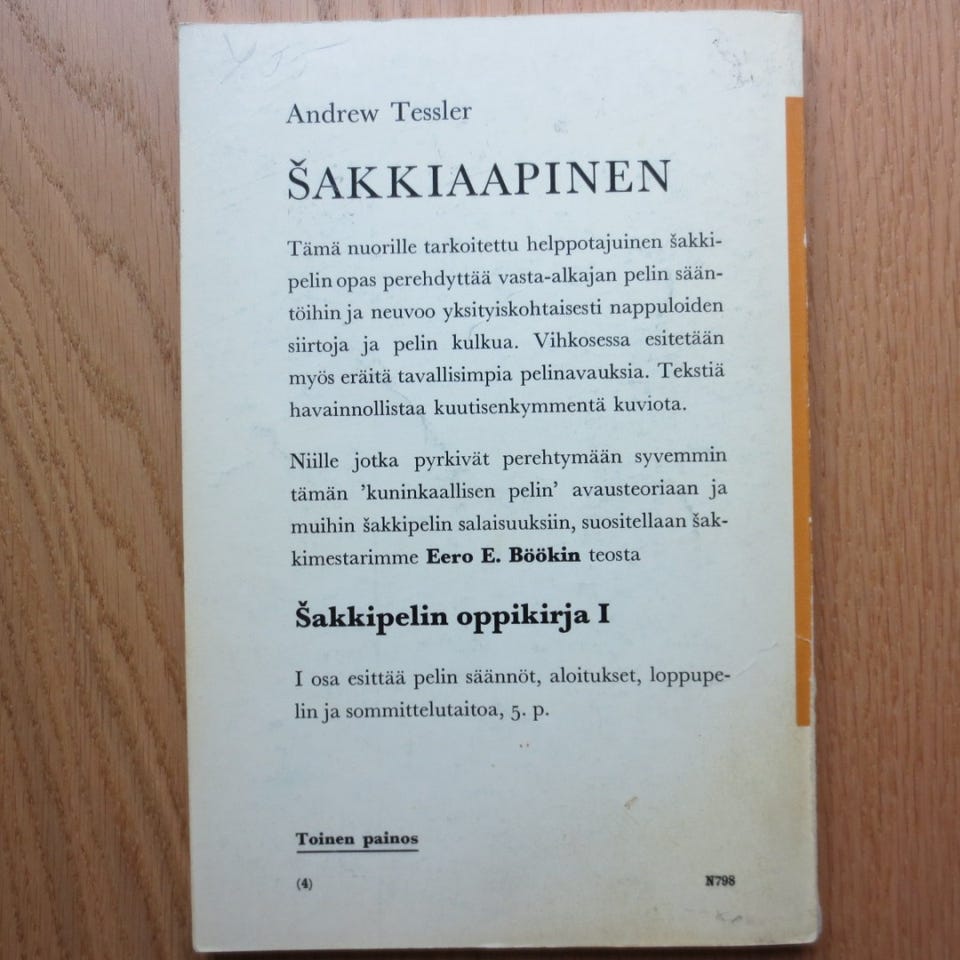 Andrew Tessler
ŠAKKIAAPINEN
Tämä nuorille tarkoitettu helppotajuinen šakki-
pelin opas perehdyttää vasta-alkajan pelin sään-
töihin ja neuvoo yksityiskohtaisesti nappuloiden
siirtoja ja pelin kulkua. Vihkosessa esitetään
myös eräitä tavallisimpia pelinavauksia. Tekstiä
havainnollistaa kuutisenkymmentä kuviota.
Niille jotka pyrkivät perehtymään syvemmin
tämän ’kuninkaallisen pelin’ avausteoriaan ja
muihin šakkipelin salaisuuksiin, suositellaan šak-
kimestarimme Eero E. Böökin teosta
Šakkipelin oppikirja I
I osa esittää pelin säännöt, aloitukset, loppupe-
lin ja sommittelutaitoa, 5. p.
Toinen painos
(4)
N798